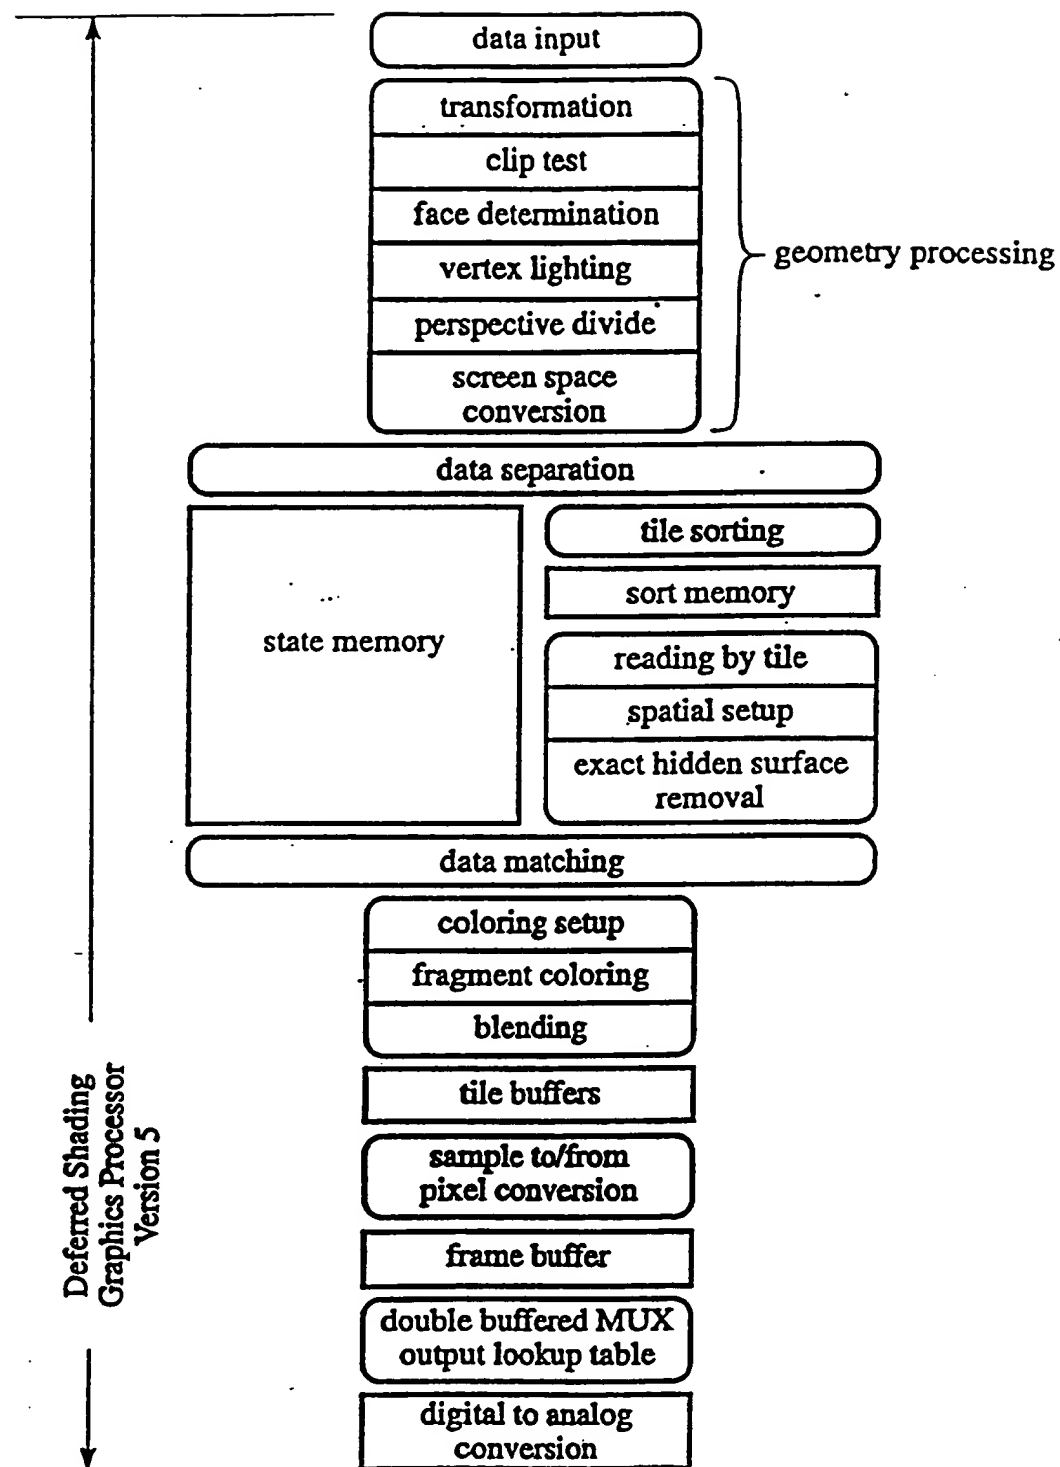 data input
transformation
clip test
face determination
vertex lighting
perspective divide
screen space
conversion
geometry processing
data separation
state memory
tile sorting
sort memory
reading by tile
spatial setup
exact hidden surface
removal
data matching
coloring setup
fragment coloring
blending
tile buffers
sample to/from
pixel conversion
frame buffer
double buffered MUX
output lookup table
digital to analog
conversion
Deferred Shading
Graphics Processor
Version 5